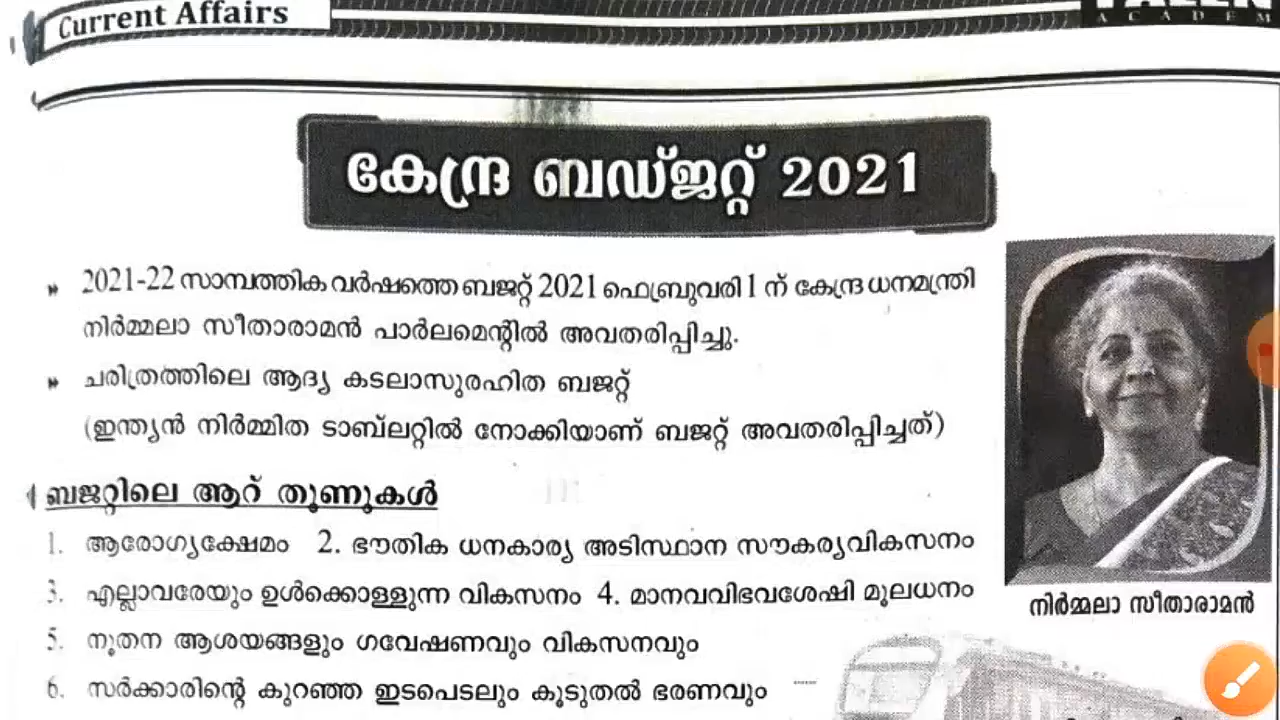 Current Affairs
ACADEM
കേന്ദ്ര ബഡ്ജറ്റ് 2021
2021-22 സാമ്പത്തിക വർഷത്തെ ബജറ്റ് 2021 ഫെബ്രുവരി 1 ന് കേന്ദ്ര ധനമന്ത്രി
നിർമ്മലാ സീതാരാമൻ പാർലമെന്റിൽ അവതരിപ്പിച്ചു.
ചരിത്രത്തിലെ ആദ്യ കടലാസുരഹിത ബജറ്റ്
(ഇന്ത്യൻ നിർമ്മിത ടാബ്‌ലറ്റിൽ നോക്കിയാണ് ബജറ്റ് അവതരിപ്പിച്ചത്)
ബജറ്റിലെ ആറ് തൂണുകൾ
1. ആരോഗ്യക്ഷേമം 2. ഭൗതിക ധനകാര്യ അടിസ്ഥാന സൗകര്യവികസനം
3. എല്ലാവരേയും ഉൾക്കൊള്ളുന്ന വികസനം 4. മാനവവിഭവശേഷി മൂലധനം
5. നൂതന ആശയങ്ങളും ഗവേഷണവും വികസനവും
6. സർക്കാരിന്റെ കുറഞ്ഞ ഇടപെടലും കൂടുതൽ ഭരണവും
നിർമ്മലാ സീതാരാമൻ